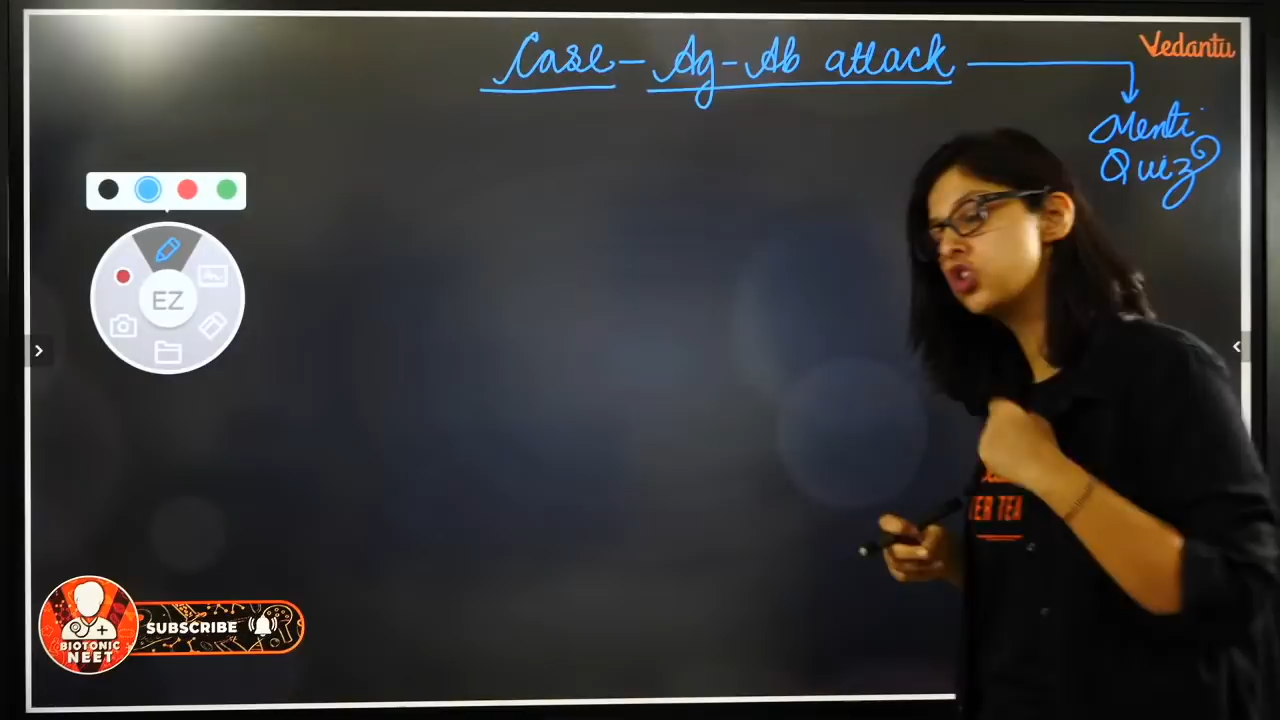 Case - Ag-Ab attack
Vedantu
Menti
Quiz
EZ
SUBSCRIBE
BIOTONIC
NEET